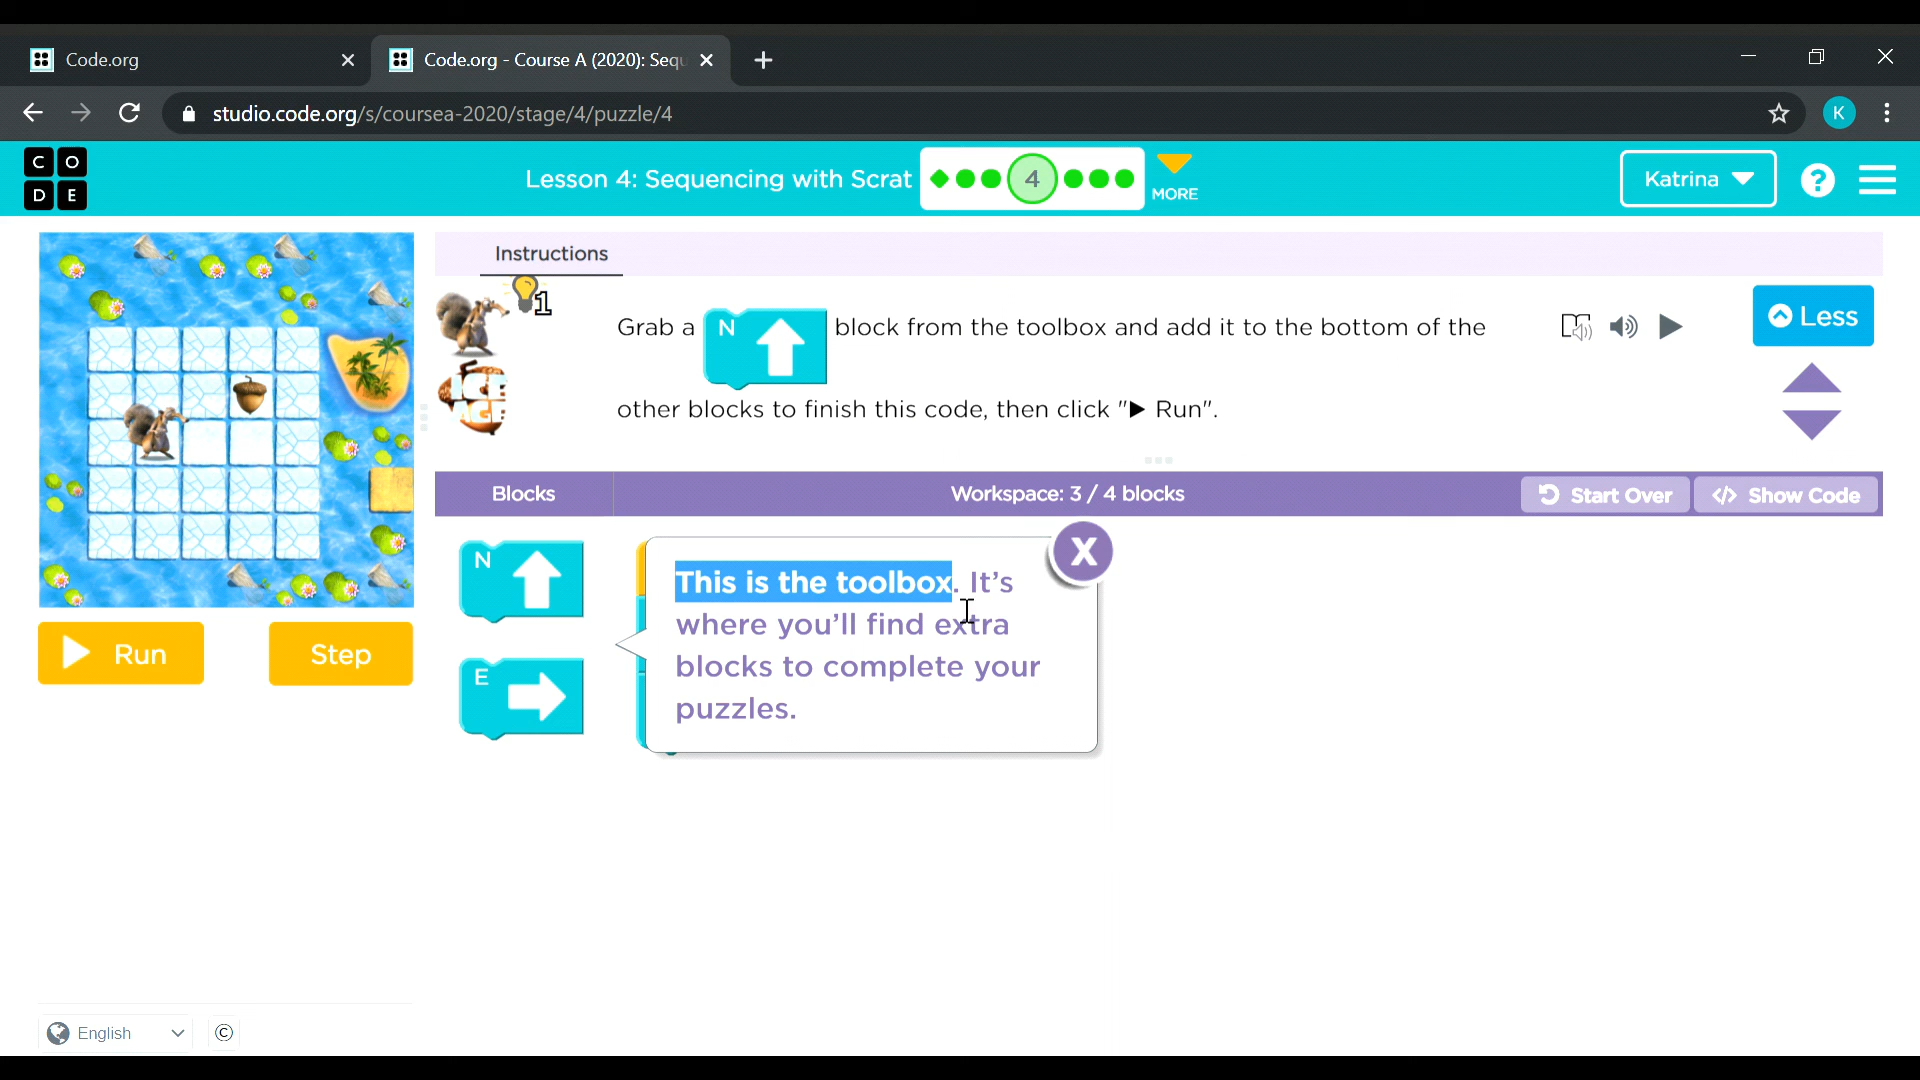 Code.org
Code.org - Course A (2020): Sequ
studio.code.org/s/coursea-2020/stage/4/puzzle/4
K
C O
D E
Lesson 4: Sequencing with Scrat
4
MORE
Katrina
?
Instructions
1
Grab a N block from the toolbox and add it to the bottom of the
other blocks to finish this code, then click "▶ Run".
Less
ICE
AGE
Blocks
Workspace: 3 / 4 blocks
Start Over
</> Show Code
N
E
X
This is the toolbox. It's
where you'll find extra
blocks to complete your
puzzles.
Run
Step
English
©